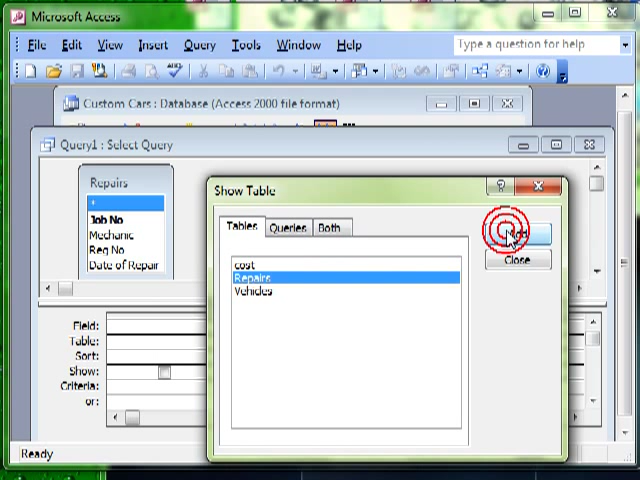 Microsoft Access
File Edit View Insert Query Tools Window Help
Type a question for help
Custom Cars : Database (Access 2000 file format)
Query1 : Select Query
Repairs
*
Job No
Mechanic
Reg No
Date of Repair
Show Table
Tables Queries Both
cost
Repairs
Vehicles
Close
Field:
Table:
Sort:
Show:
Criteria:
or:
Ready